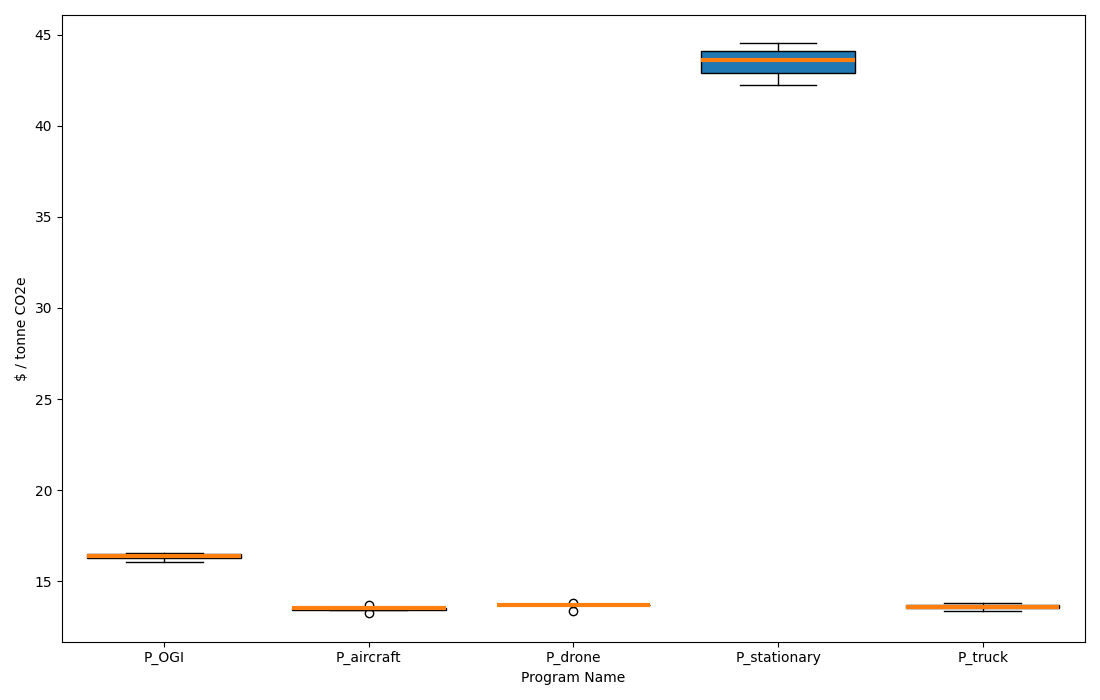 $ / tonne CO2e
45
40
35
30
25
20
15
P_OGI
P_aircraft
P_drone
P_stationary
P_truck
Program Name